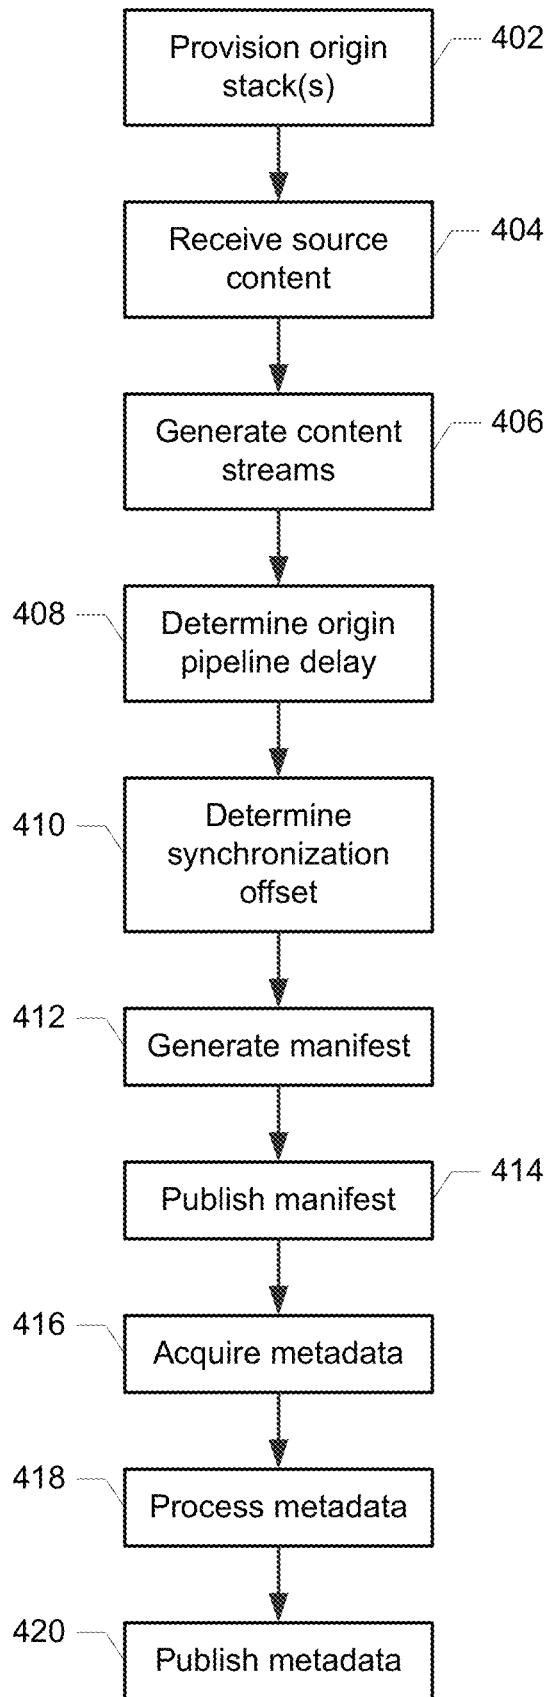 Provision origin
stack(s)
402
Receive source
content
404
Generate content
streams
406
408
Determine origin
pipeline delay
410
Determine
synchronization
offset
412
Generate manifest
Publish manifest
414
416
Acquire metadata
418
Process metadata
420
Publish metadata